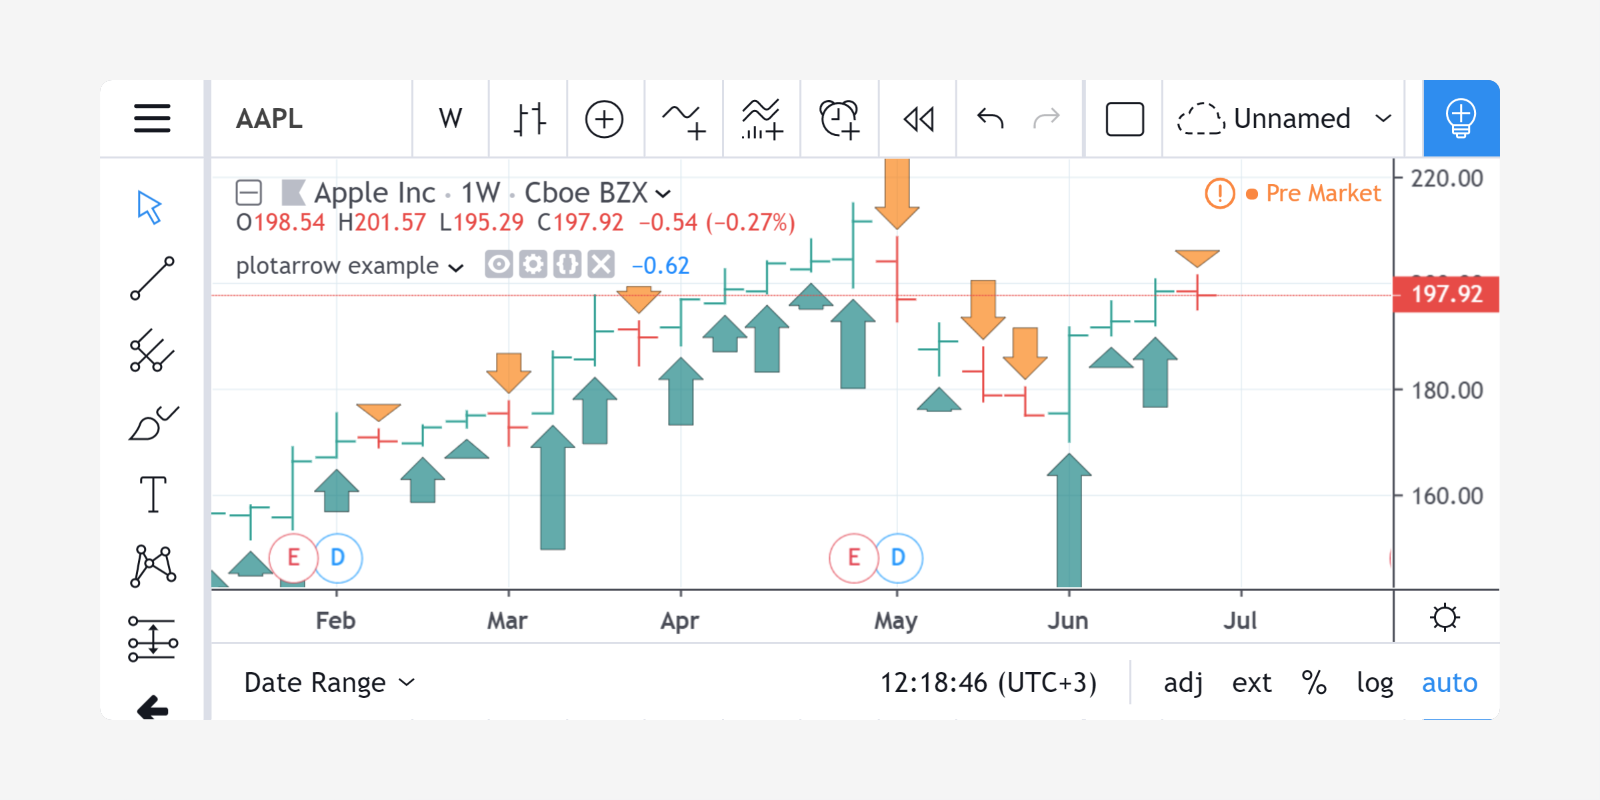 AAPL W Unnamed
Apple Inc · 1W · Cboe BZX
Pre Market
O198.54 H201.57 L195.29 C197.92 −0.54 (−0.27%)
plotarrow example −0.62
220.00
197.92
180.00
160.00
E D E D
Feb Mar Apr May Jun Jul
Date Range 12:18:46 (UTC+3) adj ext % log auto